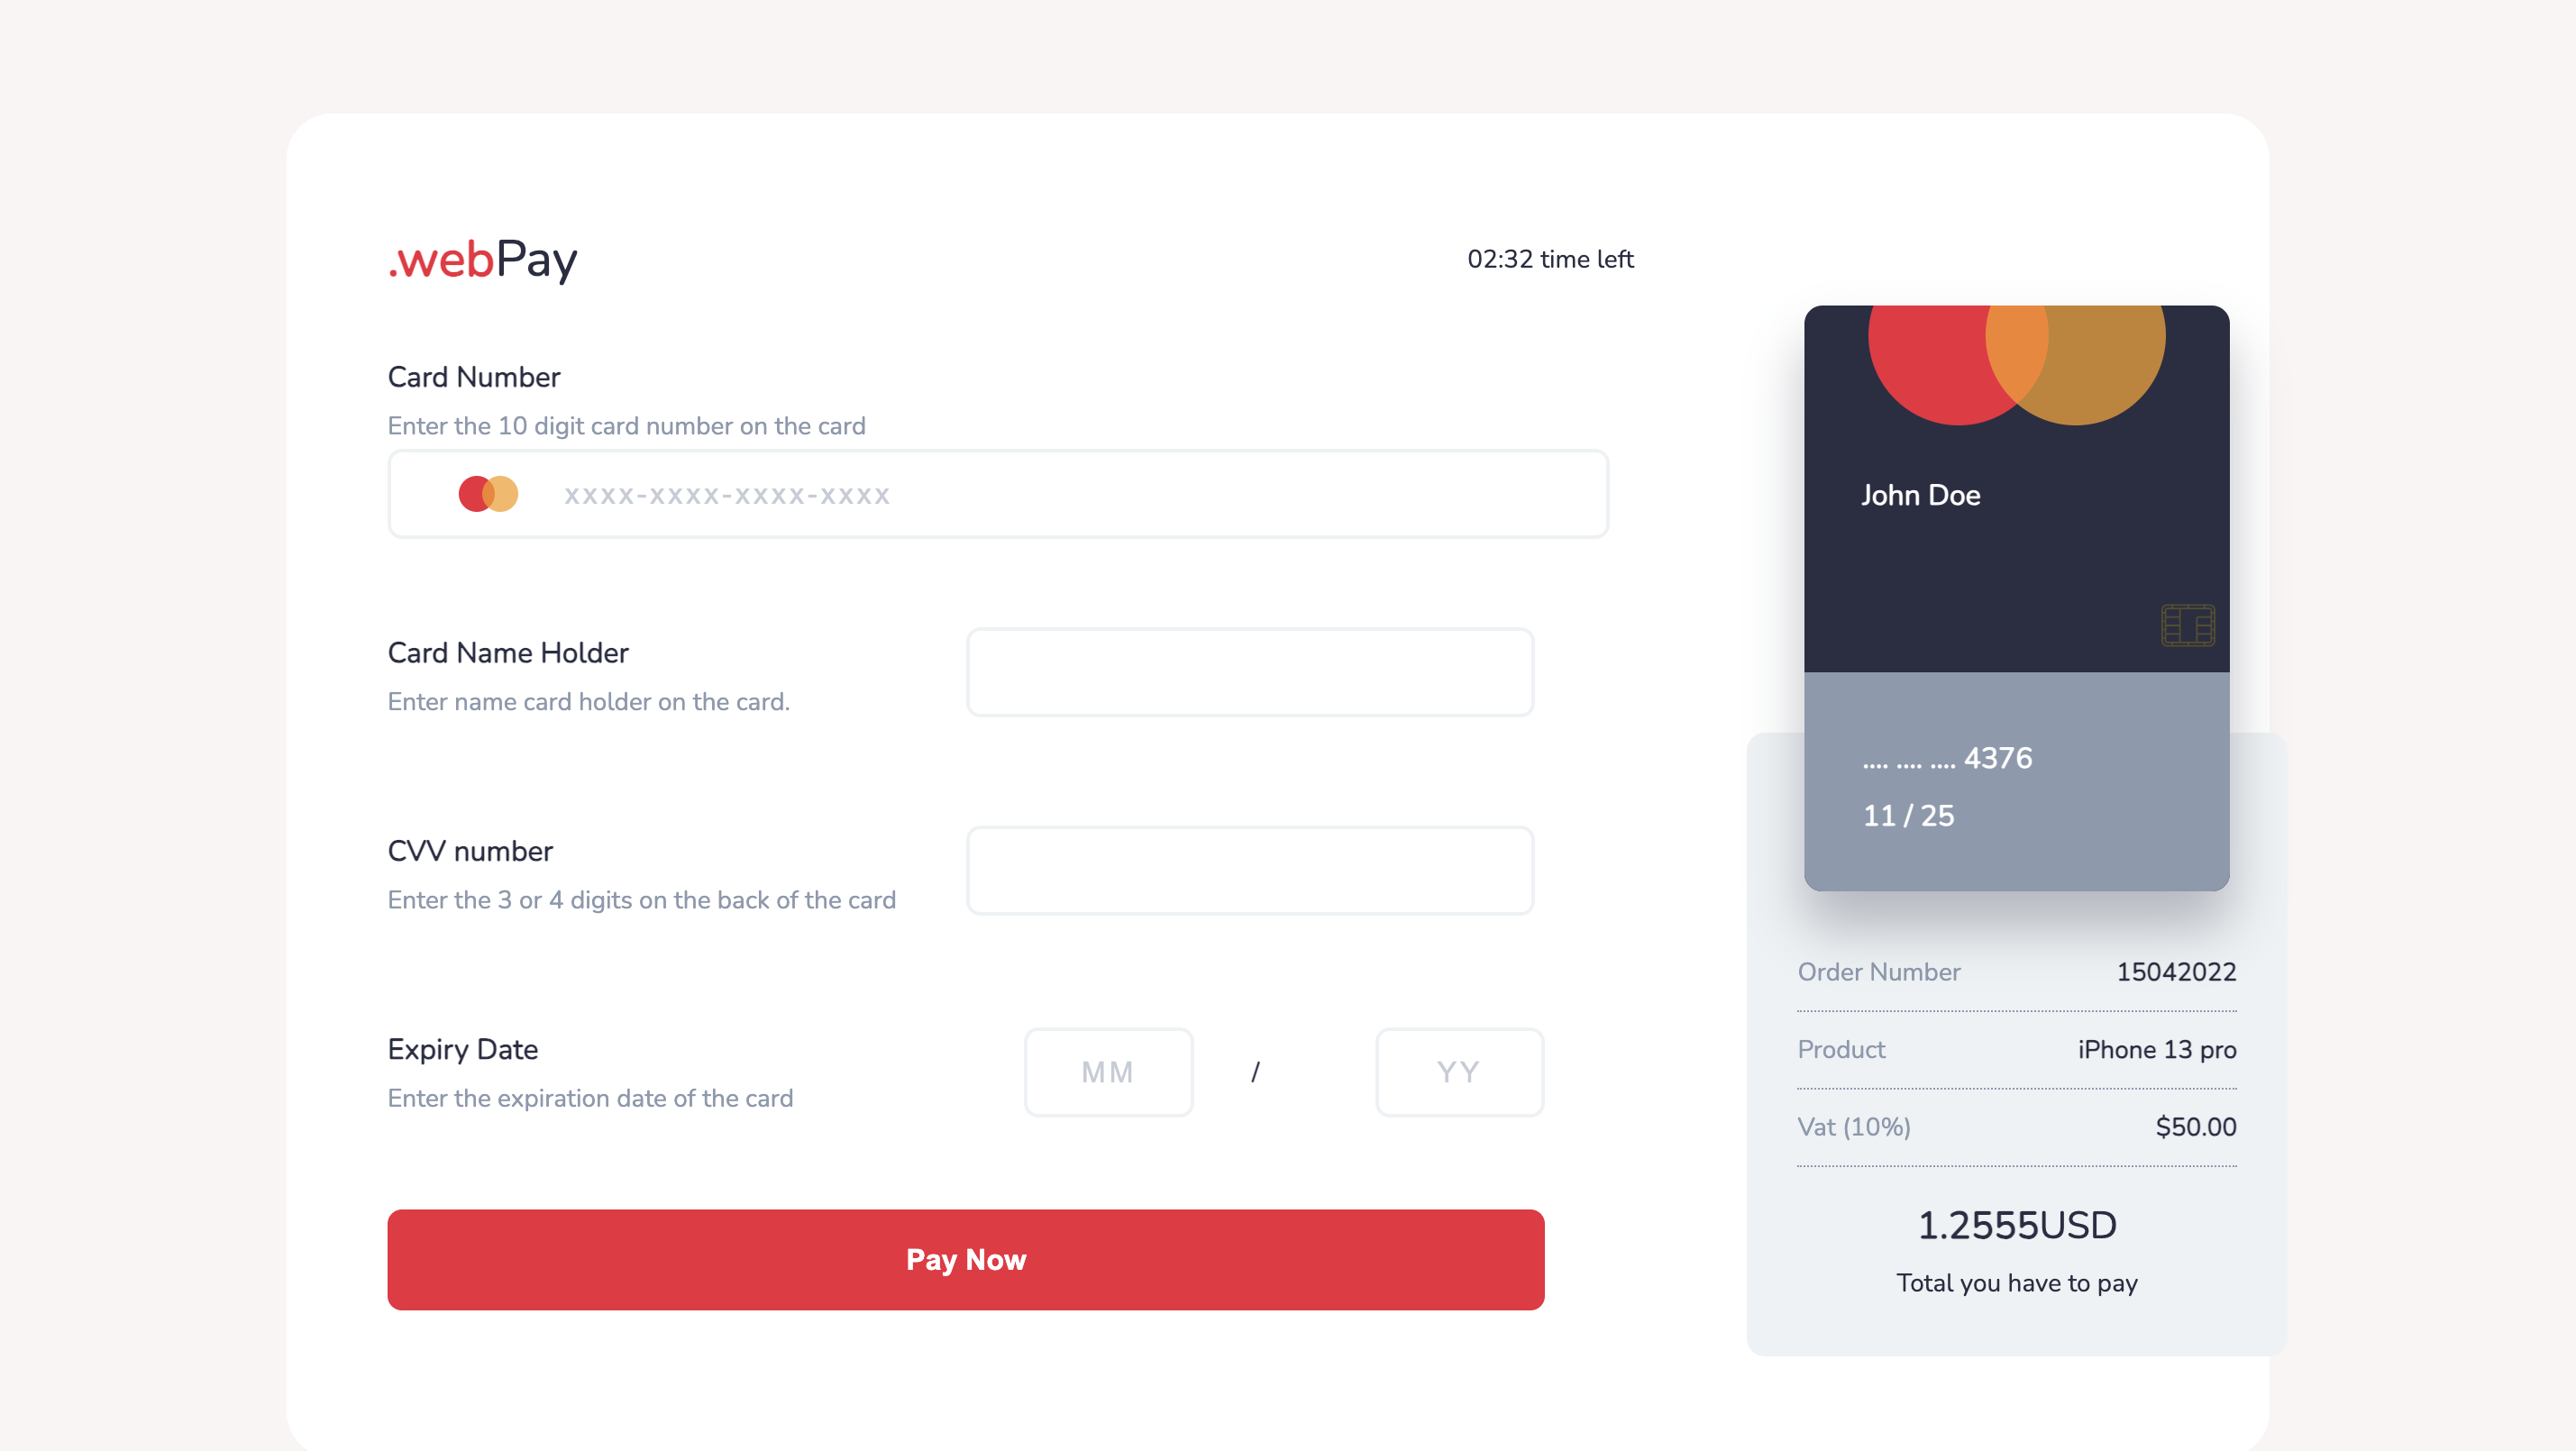 .webPay
02:32 time left
Card Number
Enter the 10 digit card number on the card
xxxx-xxxx-xxxx-xxxx
Card Name Holder
Enter name card holder on the card.
CVV number
Enter the 3 or 4 digits on the back of the card
Expiry Date
Enter the expiration date of the card
MM / YY
Pay Now
John Doe
.... .... .... 4376
11 / 25
Order Number 15042022
Product iPhone 13 pro
Vat (10%) $50.00
1.2555USD
Total you have to pay